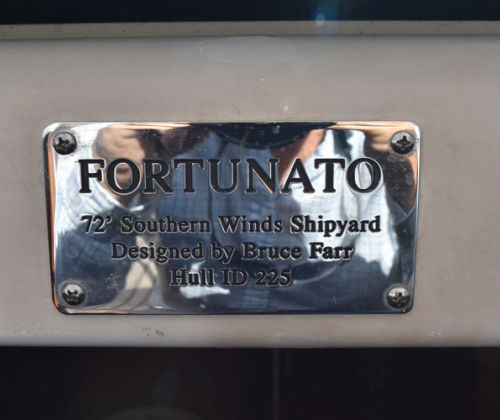 FORTUNATO
72' Southern Winds Shipyard
Designed by Bruce Farr
Hull ID 225